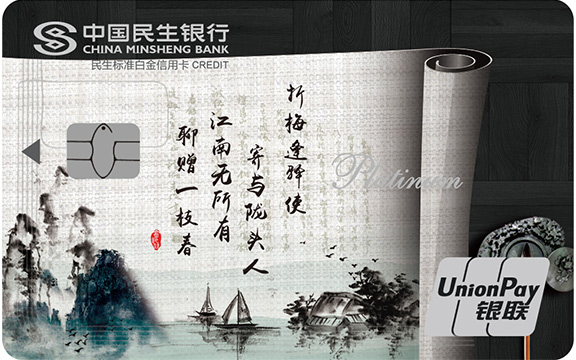 中国民生银行
CHINA MINSHENG BANK
民生标准白金信用卡 CREDIT
折梅逢驿使
寄与陇头人
江南无所有
聊赠一枝春
Platinum
UnionPay
银联